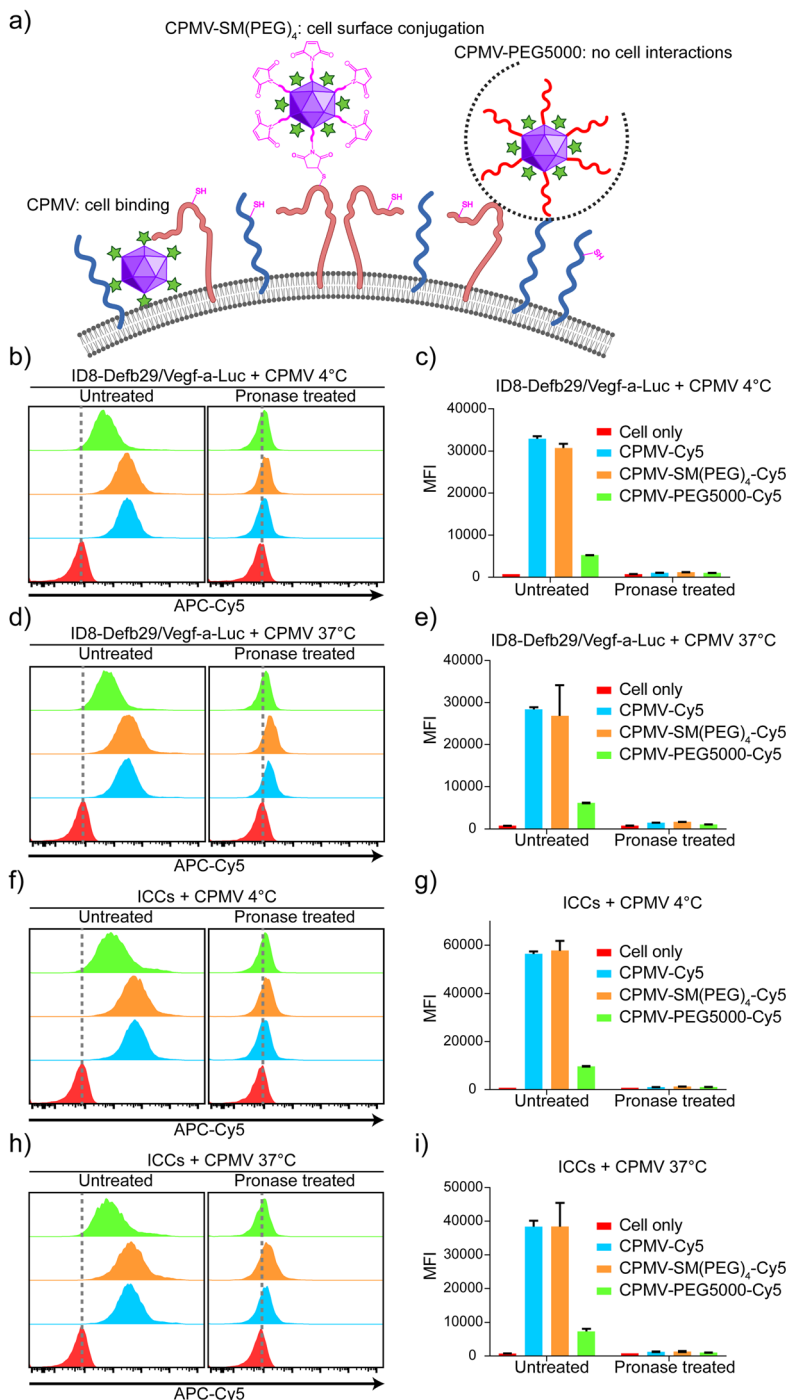 a)
CPMV-SM(PEG)₄: cell surface conjugation
CPMV-PEG5000: no cell interactions
CPMV: cell binding
SH
SH
S
SH
SH
SH
b)
ID8-Defb29/Vegf-a-Luc + CPMV 4°C
Untreated
Pronase treated
APC-Cy5
c)
ID8-Defb29/Vegf-a-Luc + CPMV 4°C
MFI
40000
30000
20000
10000
0
Cell only
CPMV-Cy5
CPMV-SM(PEG)₄-Cy5
CPMV-PEG5000-Cy5
Untreated
Pronase treated
d)
ID8-Defb29/Vegf-a-Luc + CPMV 37°C
Untreated
Pronase treated
APC-Cy5
e)
ID8-Defb29/Vegf-a-Luc + CPMV 37°C
MFI
40000
30000
20000
10000
0
Cell only
CPMV-Cy5
CPMV-SM(PEG)₄-Cy5
CPMV-PEG5000-Cy5
Untreated
Pronase treated
f)
ICCs + CPMV 4°C
Untreated
Pronase treated
APC-Cy5
g)
ICCs + CPMV 4°C
MFI
60000
40000
20000
0
Cell only
CPMV-Cy5
CPMV-SM(PEG)₄-Cy5
CPMV-PEG5000-Cy5
Untreated
Pronase treated
h)
ICCs + CPMV 37°C
Untreated
Pronase treated
APC-Cy5
i)
ICCs + CPMV 37°C
MFI
50000
40000
30000
20000
10000
0
Cell only
CPMV-Cy5
CPMV-SM(PEG)₄-Cy5
CPMV-PEG5000-Cy5
Untreated
Pronase treated